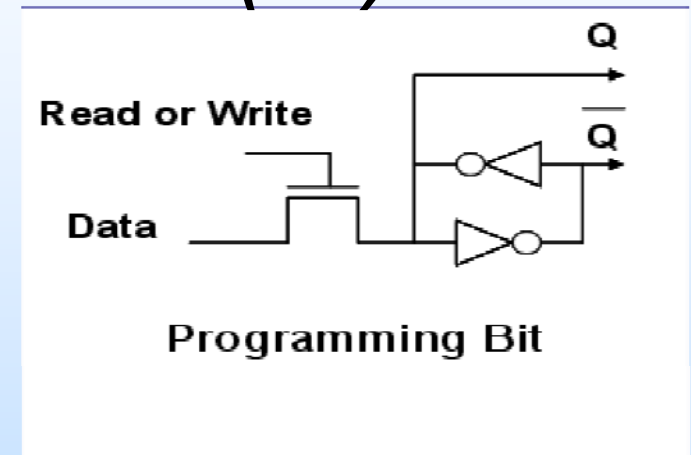 Q
Read or Write
Q̅
Data
Programming Bit